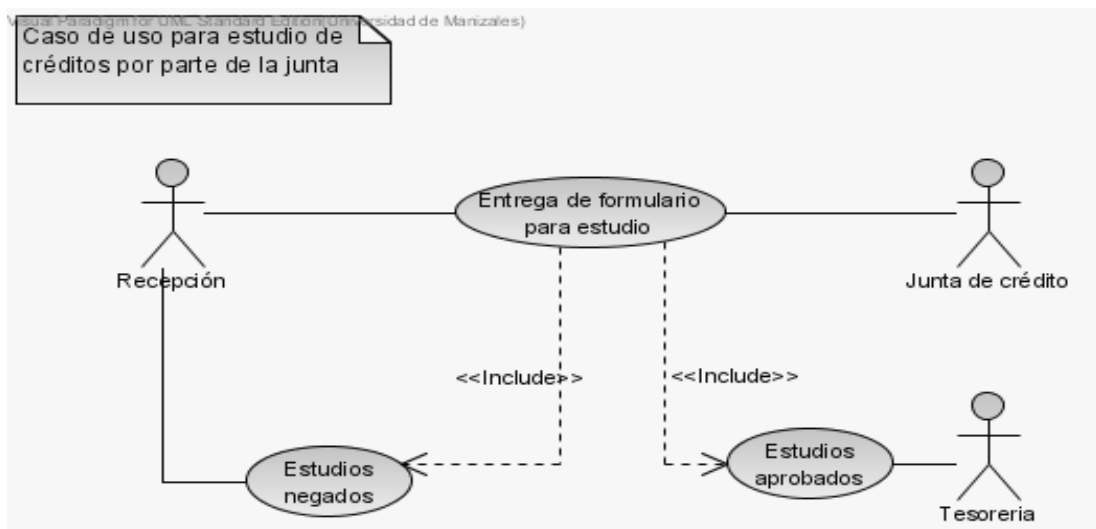 Visual Paradigm for UML Standard Edition(Universidad de Manizales)
Caso de uso para estudio de
créditos por parte de la junta
Entrega de formulario
para estudio
Recepción
Junta de crédito
<<Include>>
<<Include>>
Estudios
negados
Estudios
aprobados
Tesoreria